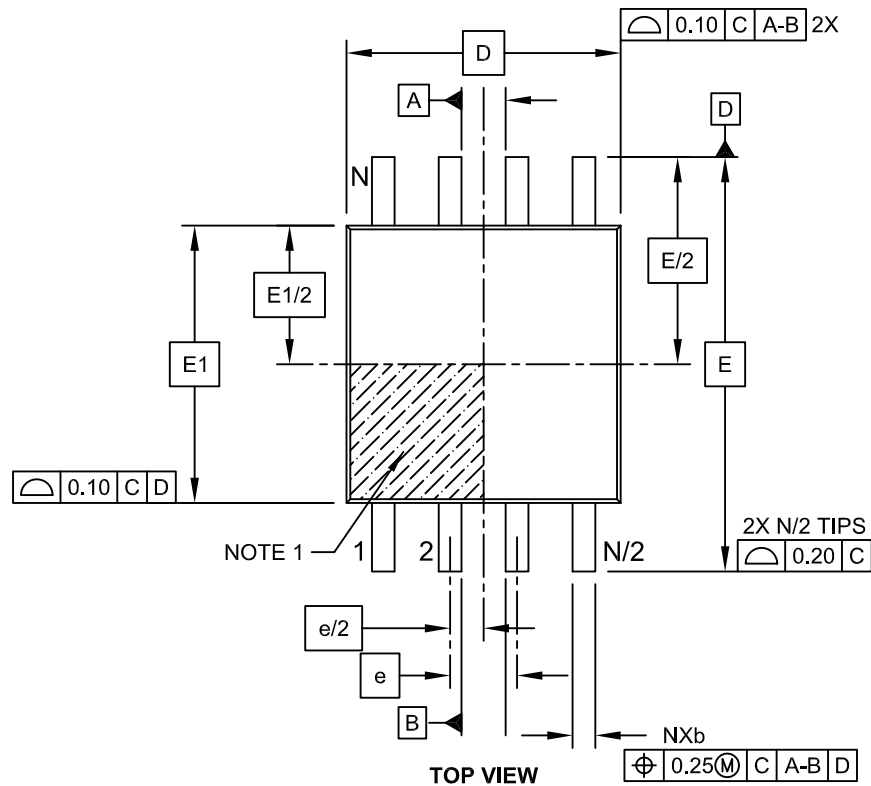 ⌓ 0.10 C A-B 2X
D
A
D
N
E1/2
E/2
E1
E
⌓ 0.10 C D
NOTE 1
1
2
N/2
2X N/2 TIPS
⌓ 0.20 C
e/2
e
B
NXb
⌖ 0.25Ⓜ C A-B D
TOP VIEW